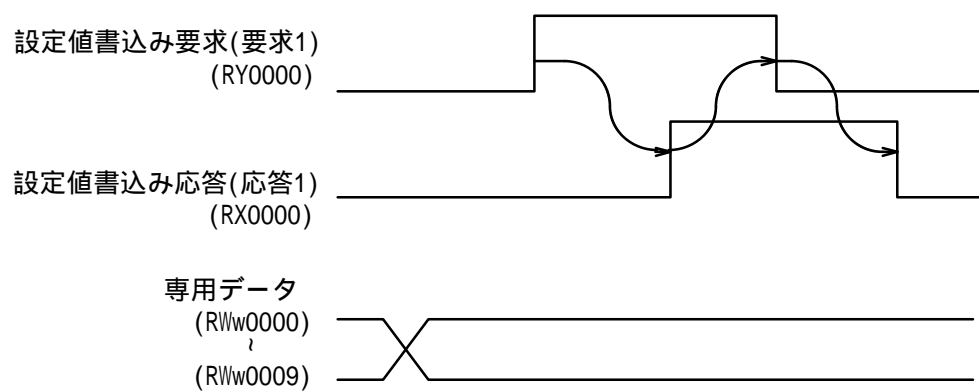 設定値書込み要求(要求1)
(RY0000)
設定値書込み応答(応答1)
(RX0000)
専用データ
(RWw0000)
~
(RWw0009)